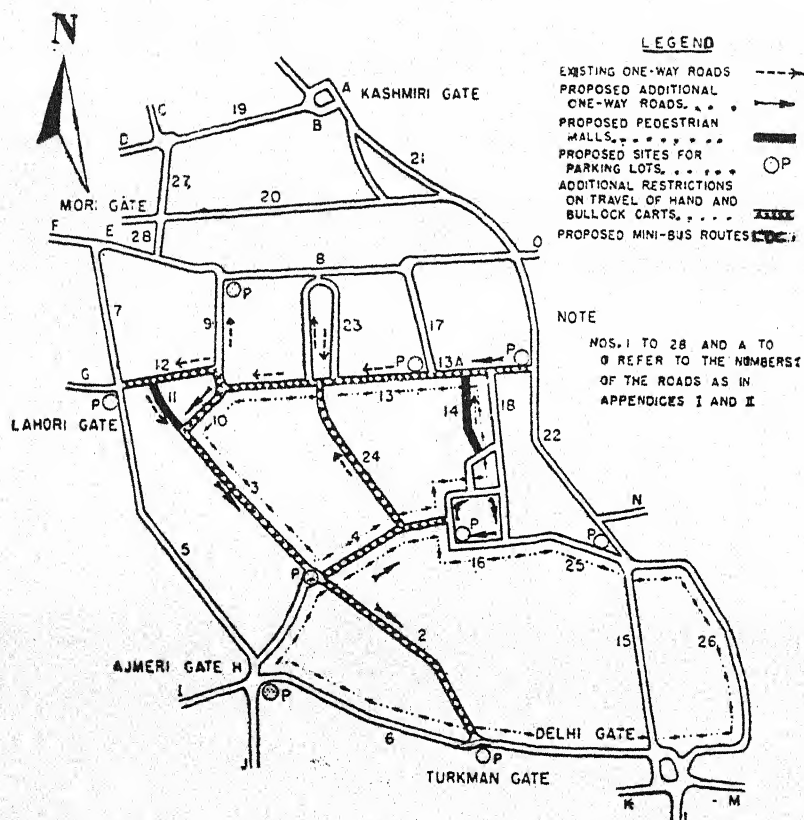 N
LEGEND
EXISTING ONE-WAY ROADS
PROPOSED ADDITIONAL
ONE-WAY ROADS. . . .
PROPOSED PEDESTRIAN
MALLS. . . . . . . . .
PROPOSED SITES FOR
PARKING LOTS. . . . . .
P
ADDITIONAL RESTRICTIONS
ON TRAVEL OF HAND AND
BULLOCK CARTS. . . . .
PROPOSED MINI-BUS ROUTES
NOTE
NOS. 1 TO 28 AND A TO
O REFER TO THE NUMBERS
OF THE ROADS AS IN
APPENDICES I AND II
A
KASHMIRI GATE
C
19
B
D
21
27
MORI GATE
20
F
E
28
O
8
P
7
9
23
17
12
P
13A
P
G
P
11
13
14
18
LAHORI GATE
10
22
24
3
N
P
P
5
4
16
25
P
2
15
26
AJMERI GATE H
I
P
6
DELHI GATE
J
P
TURKMAN GATE
K
M
L